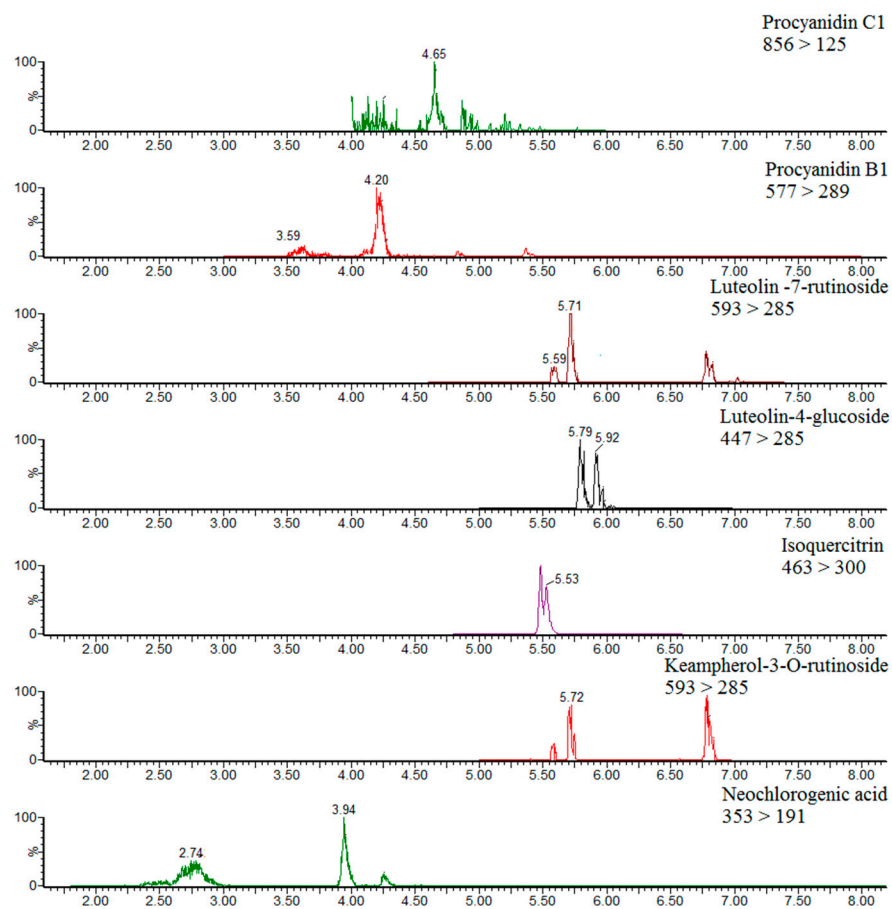 Procyanidin C1
856 > 125
4.65
100
%
0
2.00 2.50 3.00 3.50 4.00 4.50 5.00 5.50 6.00 6.50 7.00 7.50 8.00
Procyanidin B1
577 > 289
4.20
100
%
3.59
0
2.00 2.50 3.00 3.50 4.00 4.50 5.00 5.50 6.00 6.50 7.00 7.50 8.00
Luteolin -7-rutinoside
593 > 285
5.71
100
%
5.59
0
2.00 2.50 3.00 3.50 4.00 4.50 5.00 5.50 6.00 6.50 7.00 7.50 8.00
Luteolin-4-glucoside
447 > 285
5.79 5.92
100
%
0
2.00 2.50 3.00 3.50 4.00 4.50 5.00 5.50 6.00 6.50 7.00 7.50 8.00
Isoquercitrin
463 > 300
100
5.53
%
0
2.00 2.50 3.00 3.50 4.00 4.50 5.00 5.50 6.00 6.50 7.00 7.50 8.00
Keampherol-3-O-rutinoside
593 > 285
5.72
100
%
0
2.00 2.50 3.00 3.50 4.00 4.50 5.00 5.50 6.00 6.50 7.00 7.50 8.00
Neochlorogenic acid
353 > 191
3.94
100
2.74
%
0
2.00 2.50 3.00 3.50 4.00 4.50 5.00 5.50 6.00 6.50 7.00 7.50 8.00